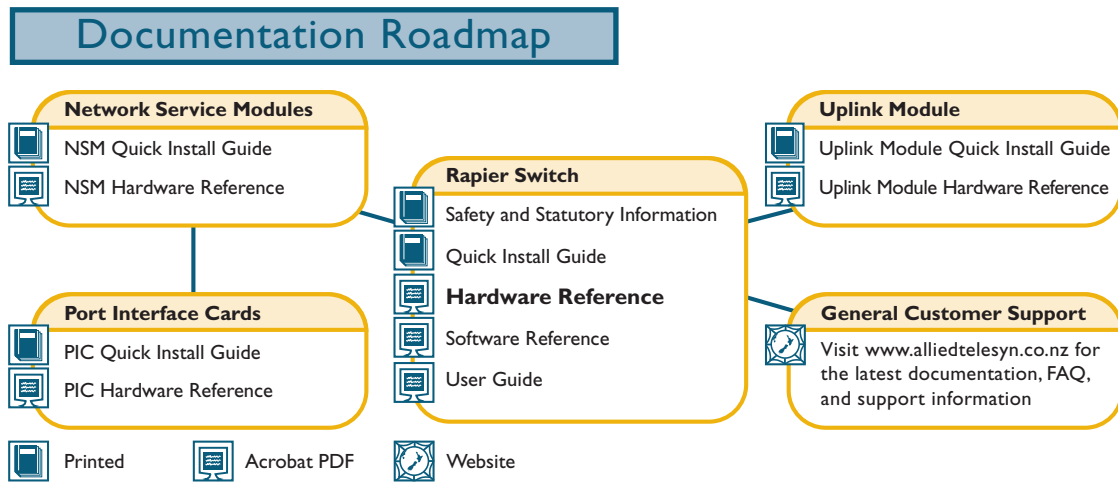 Documentation Roadmap
Network Service Modules
NSM Quick Install Guide
NSM Hardware Reference
Port Interface Cards
PIC Quick Install Guide
PIC Hardware Reference
Rapier Switch
Safety and Statutory Information
Quick Install Guide
Hardware Reference
Software Reference
User Guide
Uplink Module
Uplink Module Quick Install Guide
Uplink Module Hardware Reference
General Customer Support
Visit www.alliedtelesyn.co.nz for
the latest documentation, FAQ,
and support information
Printed
Acrobat PDF
Website